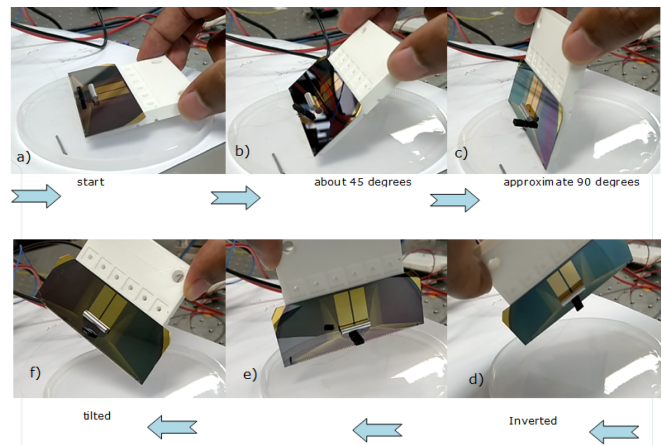 a)
b)
c)
start
about 45 degrees
approximate 90 degrees
f)
e)
d)
tilted
Inverted